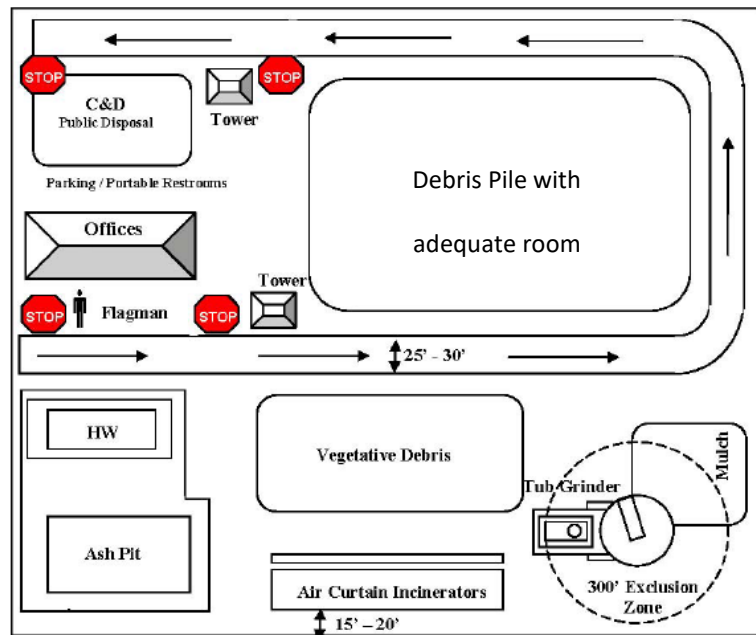 STOP
STOP
C&D
Public Disposal
Tower
Debris Pile with
adequate room
Parking / Portable Restrooms
Offices
Tower
STOP
Flagman
STOP
25' - 30'
HW
Vegetative Debris
Mulch
Tub Grinder
Ash Pit
Air Curtain Incinerators
300' Exclusion
Zone
15' – 20'